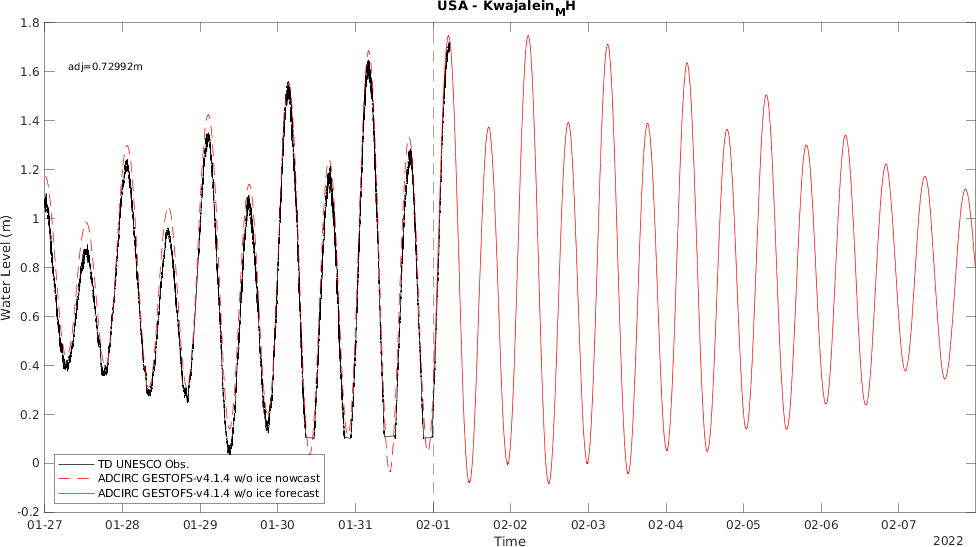 USA - KwajaleinMH
adj=0.72992m
1.8
1.6
1.4
1.2
1
0.8
0.6
0.4
0.2
0
-0.2
Water Level (m)
TD UNESCO Obs.
ADCIRC GESTOFS-v4.1.4 w/o ice nowcast
ADCIRC GESTOFS-v4.1.4 w/o ice forecast
01-27 01-28 01-29 01-30 01-31 02-01 02-02 02-03 02-04 02-05 02-06 02-07
Time
2022